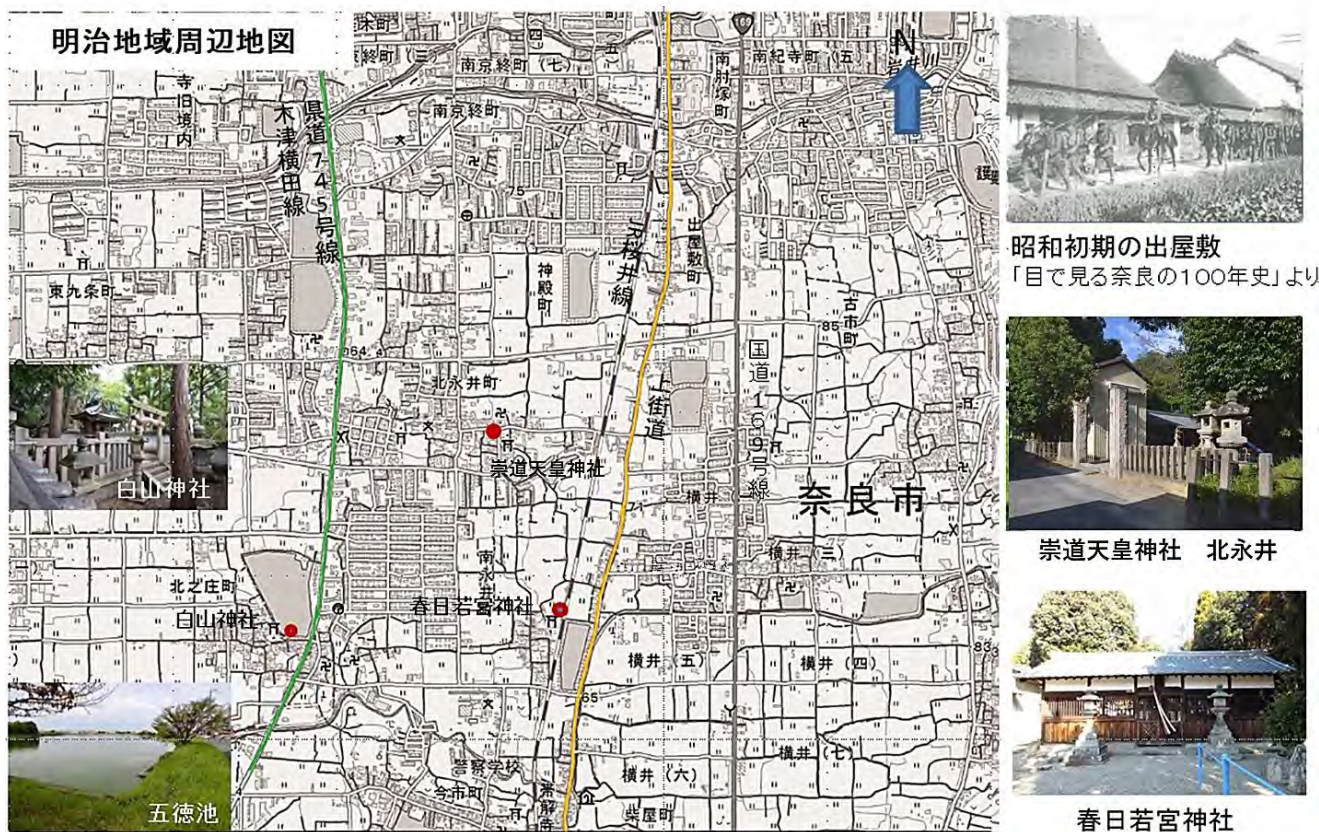 明治地域周辺地図
寺旧境内
木津横田線
県道745号線
南京終町（七）
南京終町
75
南肘塚町
南紀寺町（五）
N
岩井川
護
東九条町
64
神殿町
JR桜井線
出屋敷町
上街道
国道169号線
85
古市町
北永井町
崇道天皇神社
71
横井
奈良市
横井（三）
白山神社
北之庄町
白山神社
南永井
春日若宮神社
横井（五）
横井（四）
83
65
五徳池
警察学校
今市町
帯解
横井（六）
横井（七）
柴屋町
昭和初期の出屋敷
「目で見る奈良の100年史」より
崇道天皇神社　北永井
春日若宮神社